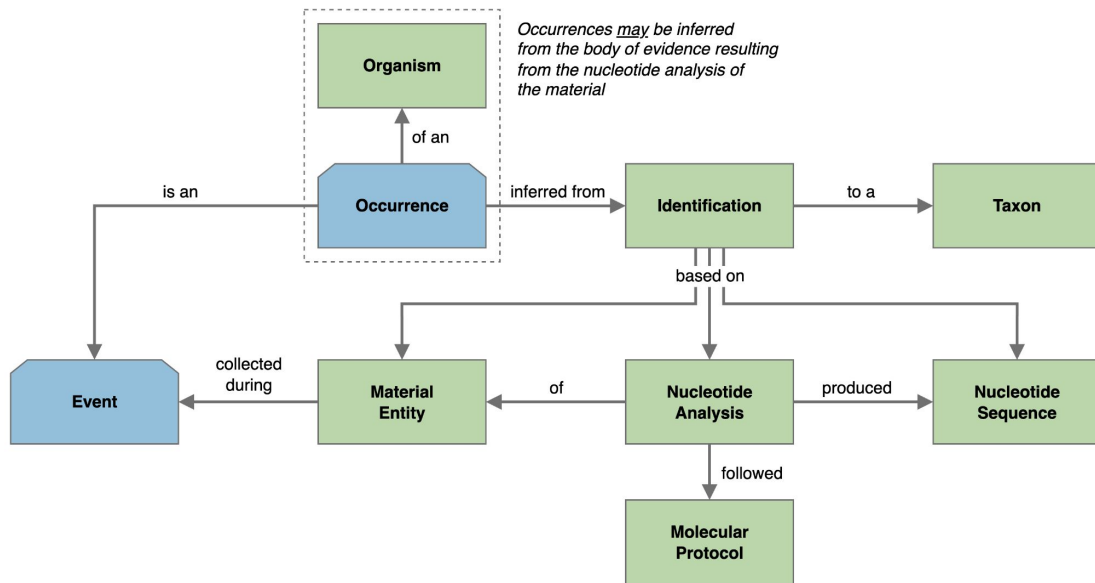 Occurrences may be inferred
from the body of evidence resulting
from the nucleotide analysis of
the material
Organism
of an
is an
Occurrence
inferred from
Identification
to a
Taxon
based on
Event
collected
during
Material
Entity
of
Nucleotide
Analysis
produced
Nucleotide
Sequence
followed
Molecular
Protocol